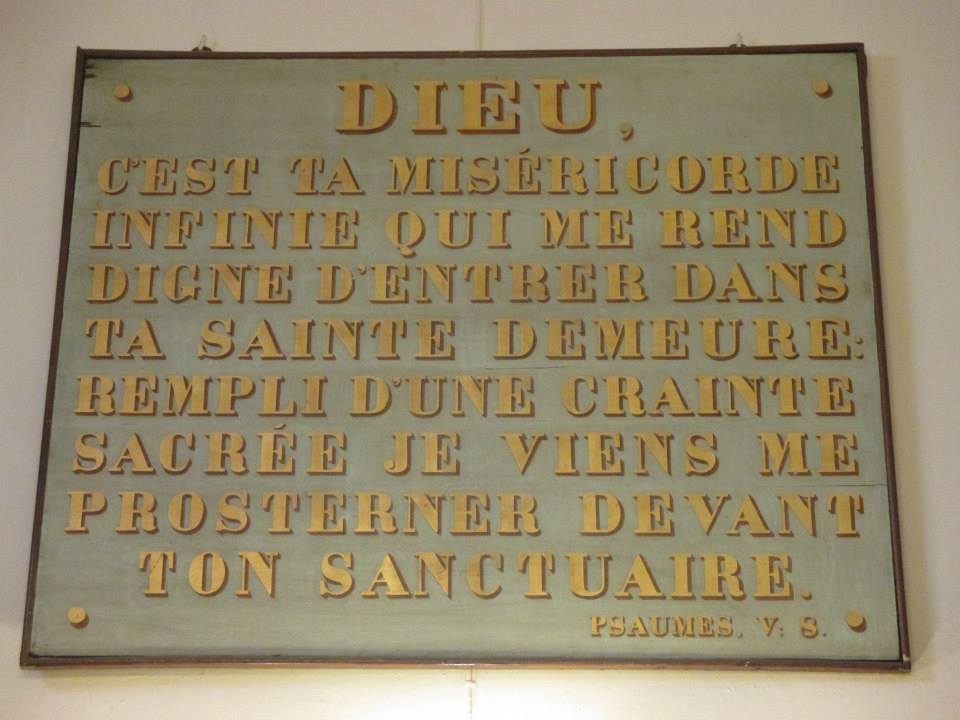 DIEU,
C'EST TA MISÉRICORDE
INFINIE QUI ME REND
DIGNE D'ENTRER DANS
TA SAINTE DEMEURE:
REMPLI D'UNE CRAINTE
SACRÉE JE VIENS ME
PROSTERNER DEVANT
TON SANCTUAIRE.
PSAUMES. V: S.